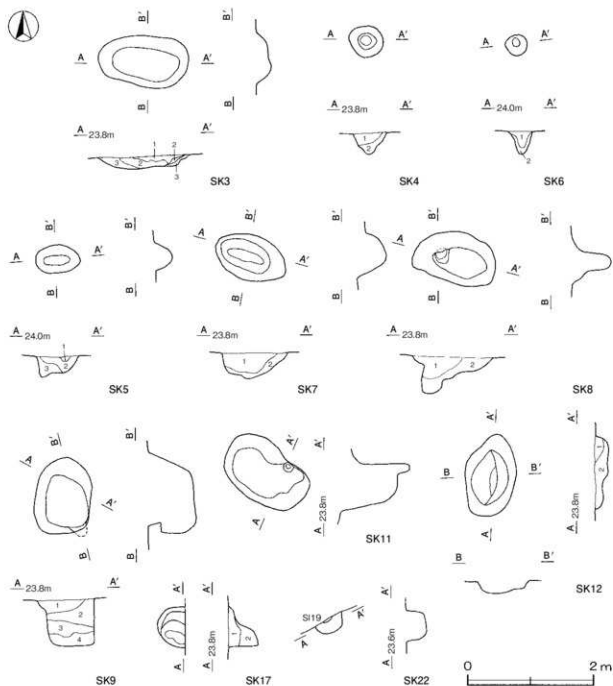 B' B'
A A' A A' A A'
B B
A 23.8m A' A 23.8m A' A 24.0m A'
1 2
3 2 3 1 2 1 2
SK3 SK4 SK6
B' B' B' B' B' B'
A A' A A' A A'
B B B B B B
A 24.0m A' A 23.8m A' A 23.8m A'
1
3 2 1 2 1 2
SK5 SK7 SK8
B' B' A' A' A' A'
A A' B B' 1 2
B B A A 23.8m A A 23.8m
SK11
B B'
SK12
A 23.8m A' A' A' SI19
1 2 3 4 1 2 A A' A'
A A 23.8m A 23.6m
SK9 SK17 SK22
0 2 m